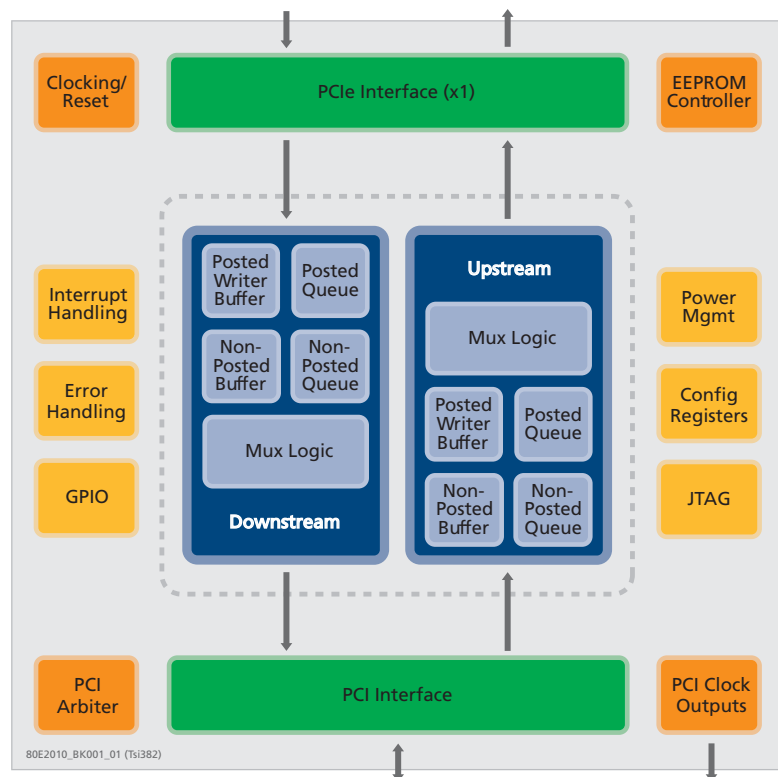 Clocking/
Reset
PCIe Interface (x1)
EEPROM
Controller
Interrupt
Handling
Error
Handling
GPIO
Posted
Writer
Buffer
Posted
Queue
Non-
Posted
Buffer
Non-
Posted
Queue
Mux Logic
Downstream
Upstream
Mux Logic
Posted
Writer
Buffer
Posted
Queue
Non-
Posted
Buffer
Non-
Posted
Queue
Power
Mgmt
Config
Registers
JTAG
PCI
Arbiter
PCI Interface
PCI Clock
Outputs
80E2010_BK001_01 (Tsi382)